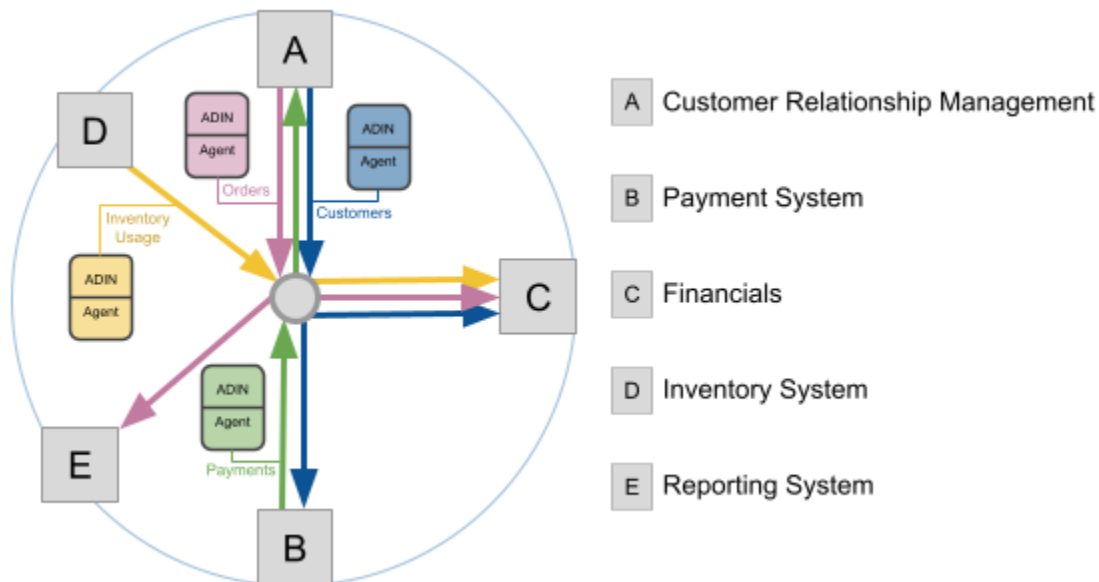 A
D
ADIN
Agent
Orders
ADIN
Agent
Customers
Inventory
Usage
ADIN
Agent
C
ADIN
Agent
Payments
E
B
A Customer Relationship Management
B Payment System
C Financials
D Inventory System
E Reporting System